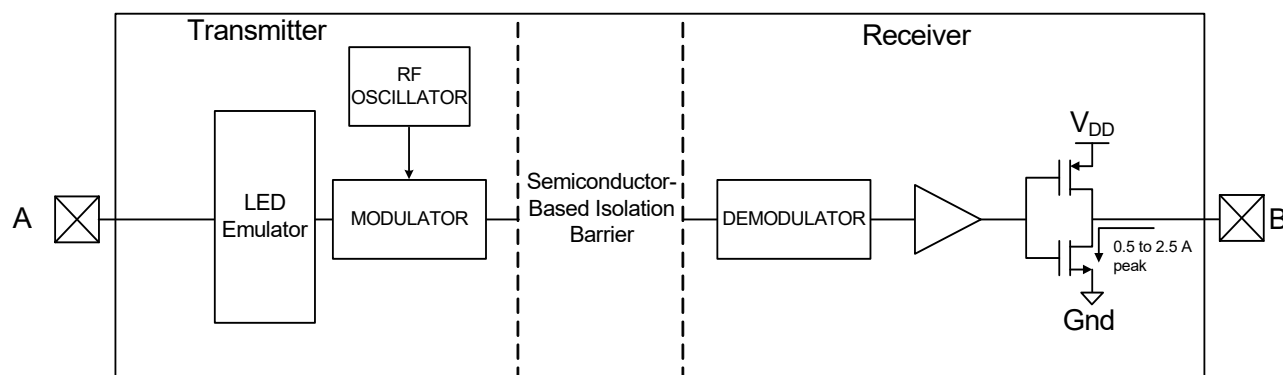 Transmitter
Receiver
RF
OSCILLATOR
V_DD
A
LED
Emulator
MODULATOR
Semiconductor-
Based Isolation
Barrier
DEMODULATOR
B
0.5 to 2.5 A
peak
Gnd